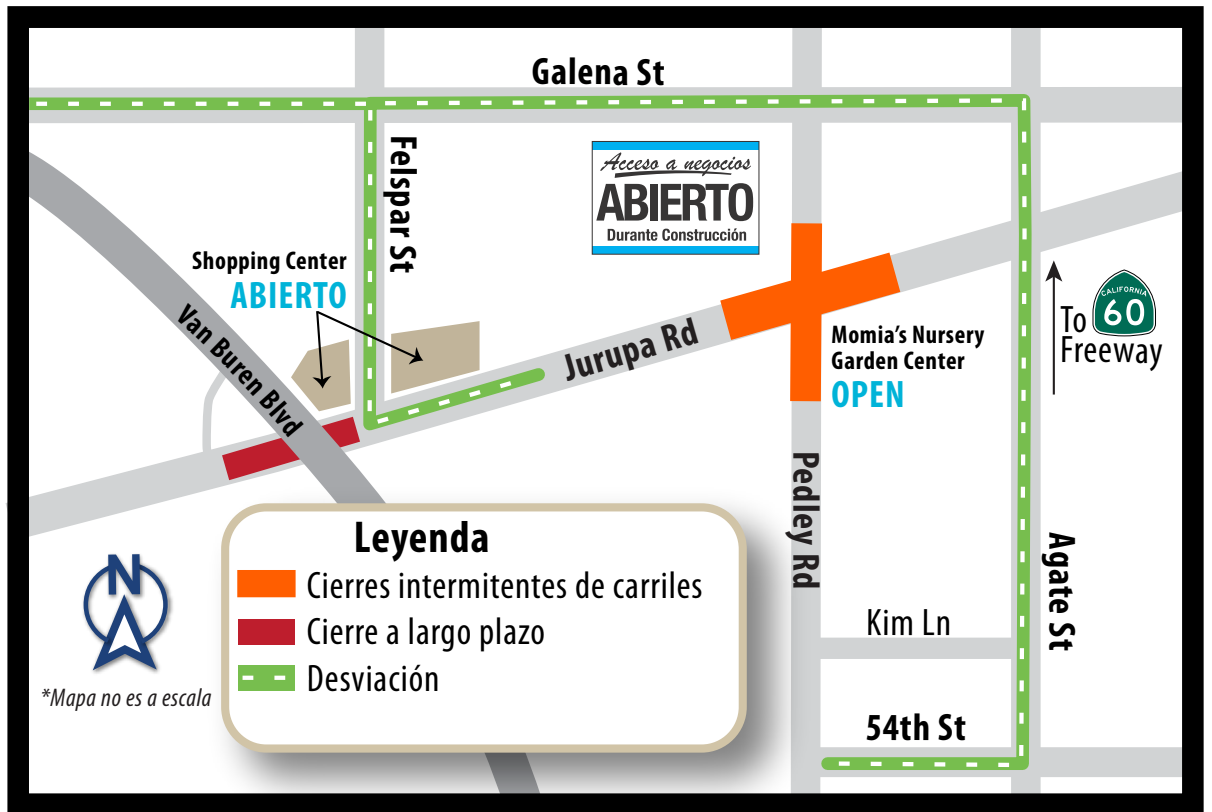 Galena St
Felspar St
Acceso a negocios
ABIERTO
Durante Construcción
Shopping Center
ABIERTO
Van Buren Blvd
Jurupa Rd
Momia's Nursery
Garden Center
OPEN
CALIFORNIA
60
To
Freeway
Pedley Rd
Agate St
Kim Ln
54th St
Leyenda
Cierres intermitentes de carriles
Cierre a largo plazo
Desviación
N
*Mapa no es a escala